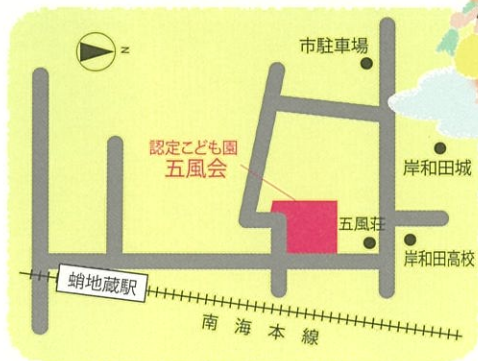 N
市駐車場
認定こども園
五風会
岸和田城
五風荘
岸和田高校
蛸地蔵駅
南海本線